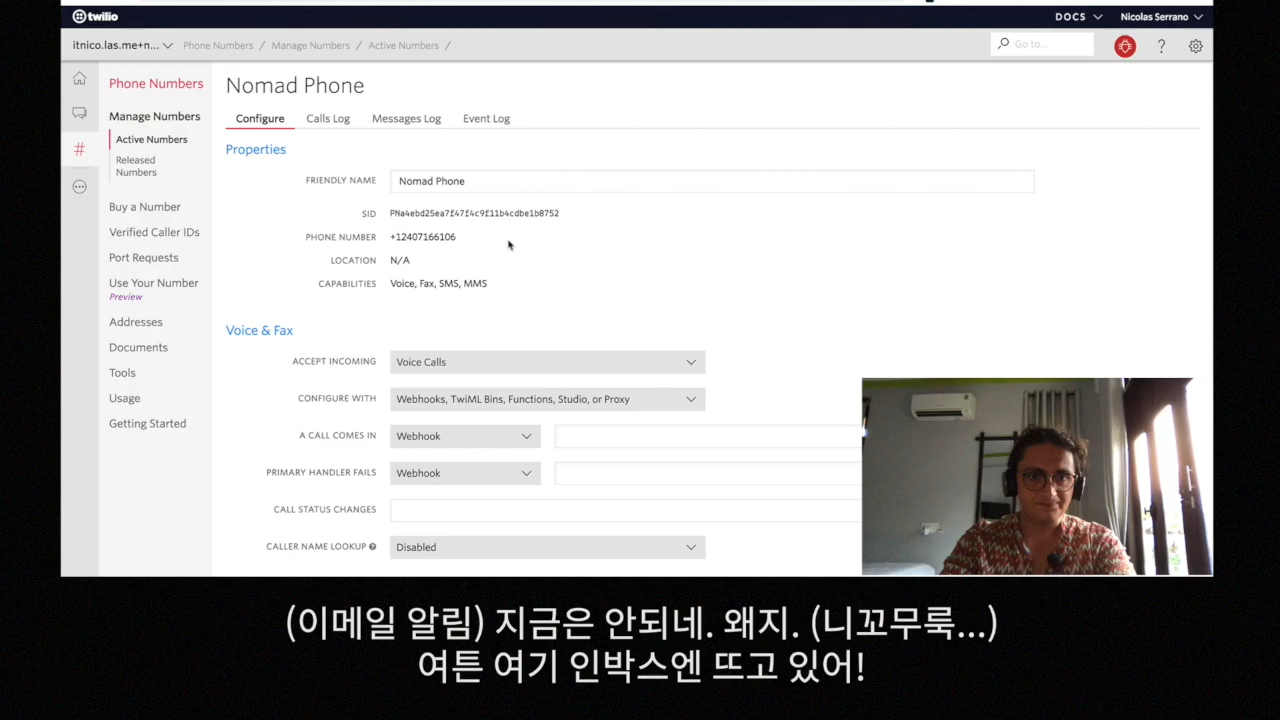 twilio
DOCS
Nicolas Serrano
itnico.las.me+n...
Phone Numbers / Manage Numbers / Active Numbers /
Go to...
Phone Numbers
Manage Numbers
Active Numbers
Released
Numbers
Buy a Number
Verified Caller IDs
Port Requests
Use Your Number
Preview
Addresses
Documents
Tools
Usage
Getting Started
Nomad Phone
Configure
Calls Log
Messages Log
Event Log
Properties
FRIENDLY NAME Nomad Phone
SID PNa4ebd25ea7f47f4c9f11b4cdbe1b8752
PHONE NUMBER +12407166106
LOCATION N/A
CAPABILITIES Voice, Fax, SMS, MMS
Voice & Fax
ACCEPT INCOMING Voice Calls
CONFIGURE WITH Webhooks, TwiML Bins, Functions, Studio, or Proxy
A CALL COMES IN Webhook
PRIMARY HANDLER FAILS Webhook
CALL STATUS CHANGES
CALLER NAME LOOKUP Disabled
(이메일 알림) 지금은 안되네. 왜지. (니꼬무룩...)
여튼 여기 인박스엔 뜨고 있어!